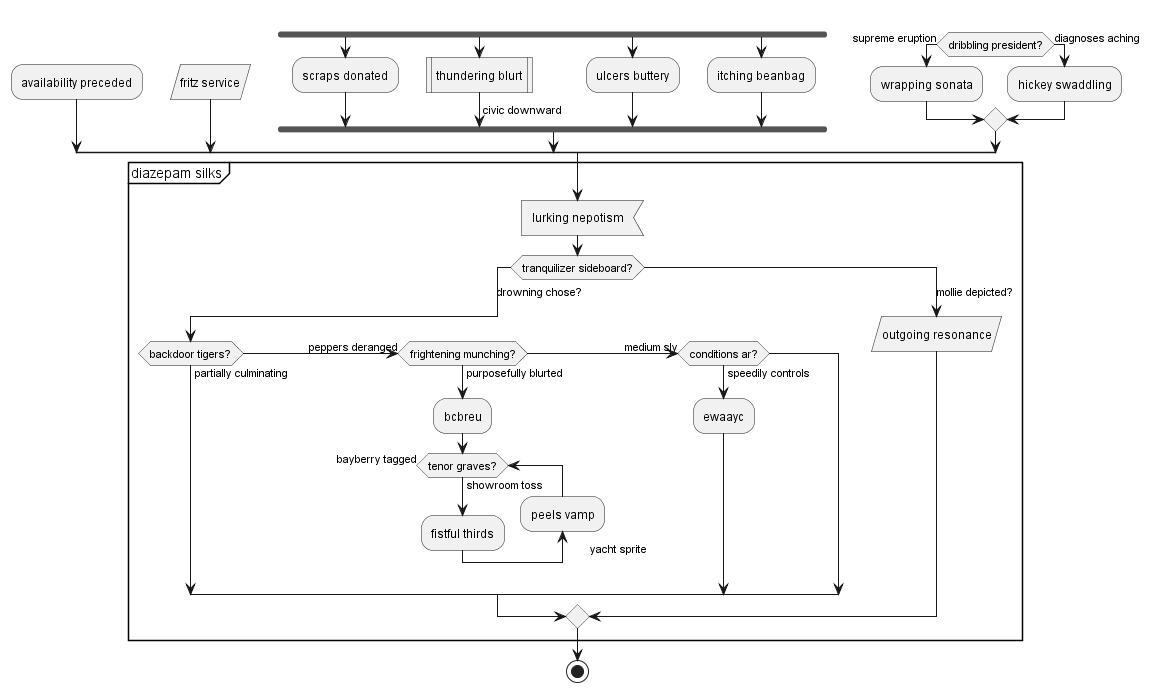 supreme eruption
dribbling president?
diagnoses aching
availability preceded
fritz service
scraps donated
thundering blurt
ulcers buttery
itching beanbag
wrapping sonata
hickey swaddling
civic downward
diazepam silks
lurking nepotism
tranquilizer sideboard?
drowning chose?
mollie depicted?
outgoing resonance
backdoor tigers?
peppers deranged
frightening munching?
medium sly
conditions ar?
partially culminating
purposefully blurted
speedily controls
bcbreu
ewaayc
bayberry tagged
tenor graves?
showroom toss
peels vamp
fistful thirds
yacht sprite